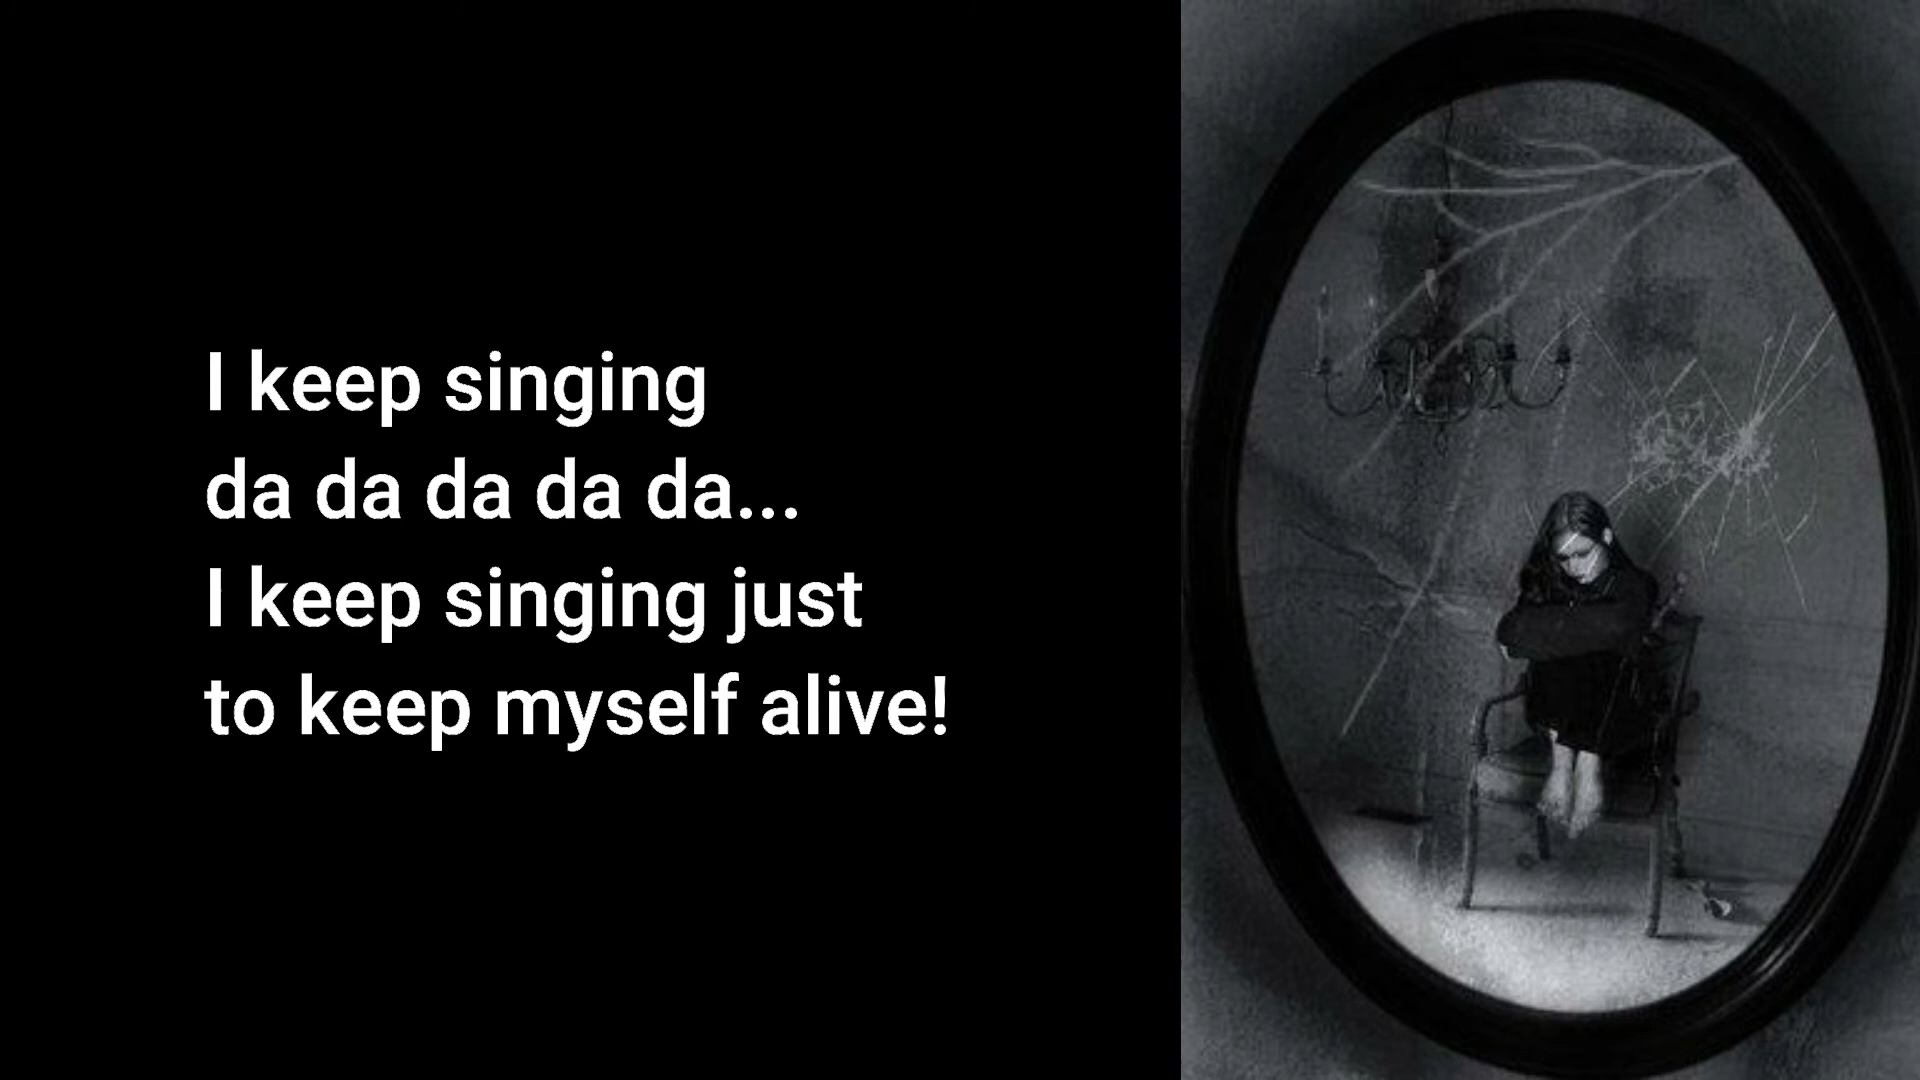 I keep singing
da da da da da...
I keep singing just
to keep myself alive!